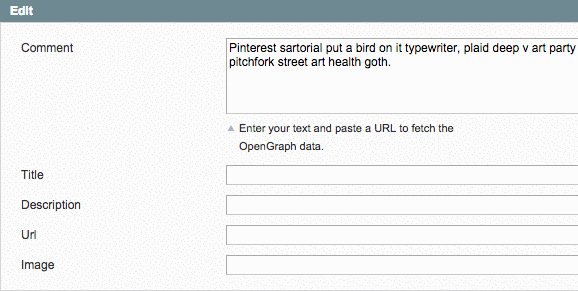 Edit
Comment
Pinterest sartorial put a bird on it typewriter, plaid deep v art party
pitchfork street art health goth.
Enter your text and paste a URL to fetch the
OpenGraph data.
Title
Description
Url
Image